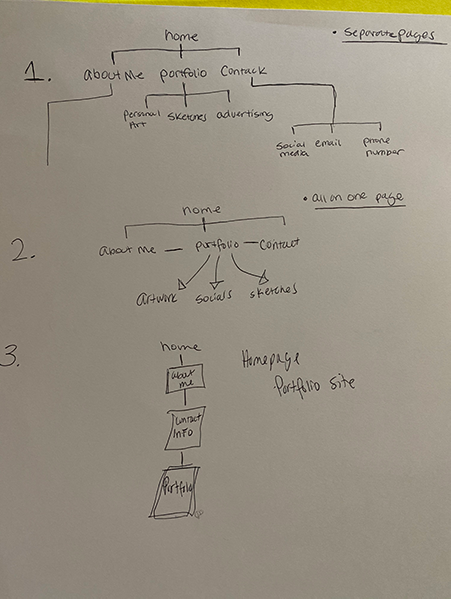 home
• Separate pages
1.
about Me portfolio Contact
personal Art sketches advertising
social media email phone number
• all on one page
home
2.
about Me — portfolio — contact
artwork socials sketches
3.
home
about me
contact info
Portfolio
Homepage
Portfolio Site